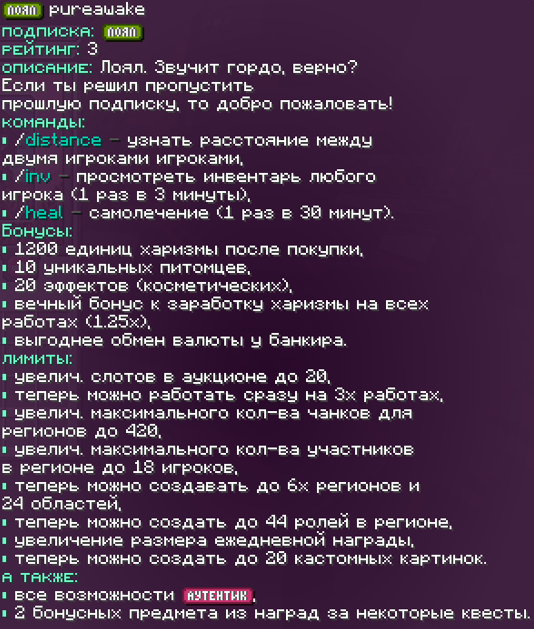 ЛОЯЛ pureawake
ПОДПИСКА: ЛОЯЛ
РЕЙТИНГ: 3
ОПИСАНИЕ: Лоял. Звучит гордо, верно?
Если ты решил пропустить
прошлую подписку, то добро пожаловать!
КОМАНДЫ:
▪ /distance – узнать расстояние между
двумя игроками игроками,
▪ /inv – просмотреть инвентарь любого
игрока (1 раз в 3 минуты),
▪ /heal – самолечение (1 раз в 30 минут).
Бонусы:
▪ 1200 единиц харизмы после покупки,
▪ 10 уникальных питомцев,
▪ 20 эффектов (косметических),
▪ вечный бонус к заработку харизмы на всех
работах (1.25x),
▪ выгоднее обмен валюты у банкира.
ЛИМИТЫ:
▪ увелич. слотов в аукционе до 20,
▪ теперь можно работать сразу на 3х работах,
▪ увелич. максимального кол-ва чанков для
регионов до 420,
▪ увелич. максимального кол-ва участников
в регионе до 18 игроков,
▪ теперь можно создавать до 6х регионов и
24 областей,
▪ теперь можно создать до 44 ролей в регионе,
▪ увеличение размера ежедневной награды,
▪ теперь можно создать до 20 кастомных картинок.
А ТАКЖЕ:
▪ все возможности АУТЕНТИК,
▪ 2 бонусных предмета из наград за некоторые квесты.